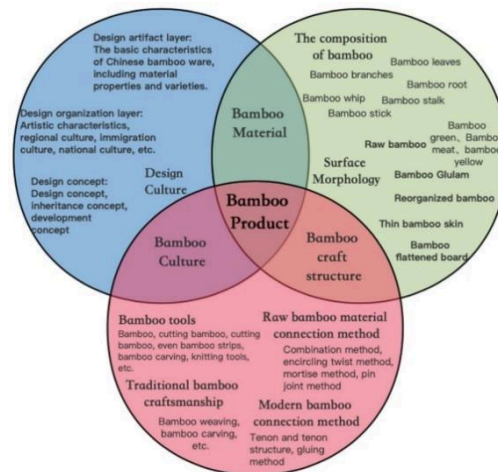 Design artifact layer:
The basic characteristics
of Chinese bamboo ware,
including material
properties and varieties.
Design organization layer:
Artistic characteristics,
regional culture, immigration
culture, national culture, etc.
Design concept:
Design concept,
inheritance concept,
development
concept
Design
Culture
Bamboo
Material
The composition
of bamboo
Bamboo leaves
Bamboo branches
Bamboo root
Bamboo whip
Bamboo stalk
Bamboo stick
Bamboo
green、Bamboo
meat、bamboo
yellow
Raw bamboo
Surface
Morphology
Bamboo Glulam
Reorganized bamboo
Thin bamboo skin
Bamboo
flattened board
Bamboo
Product
Bamboo
Culture
Bamboo
craft
structure
Bamboo tools
Bamboo, cutting bamboo, cutting
bamboo, even bamboo strips,
bamboo carving, knitting tools,
etc.
Traditional bamboo
craftsmanship
Bamboo weaving,
bamboo carving, etc.
Raw bamboo material
connection method
Combination method,
encircling twist method,
mortise method, pin
joint method
Modern bamboo
connection method
Tenon and tenon
structure, gluing
method